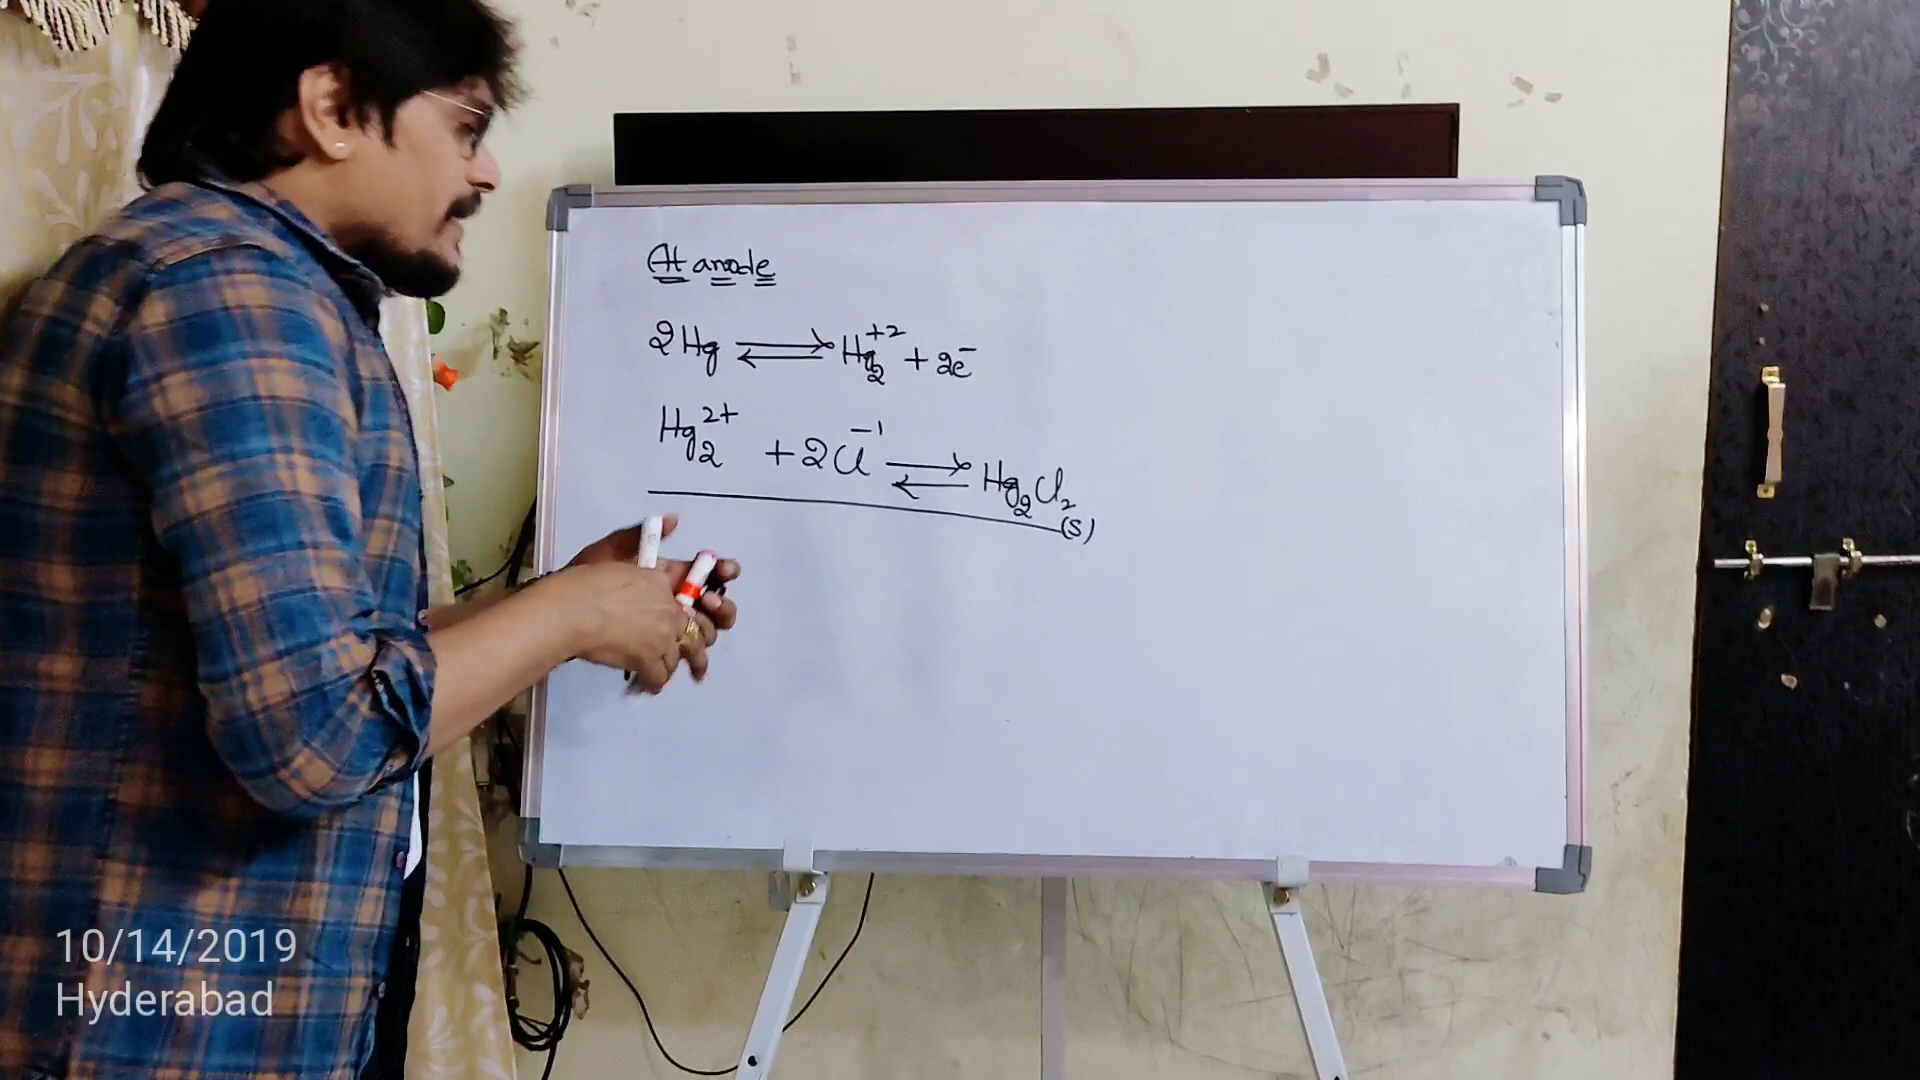 At anode
2Hg ⇌ Hg₂⁺² + 2e⁻
Hg₂²⁺ + 2Cl⁻¹ ⇌ Hg₂Cl₂(s)
10/14/2019
Hyderabad